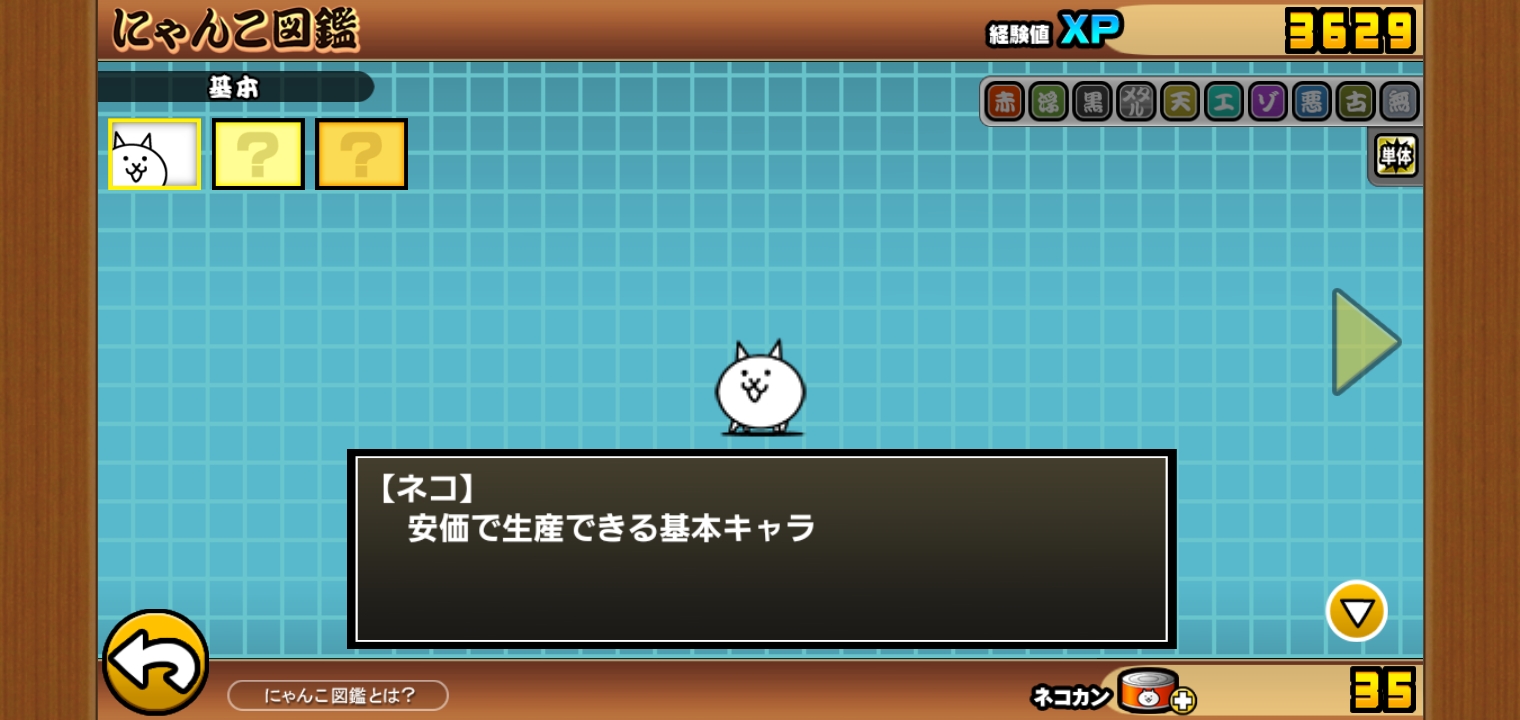 にゃんこ図鑑
経験値 XP 3629
基本
赤 浮 黒 メタル 天 エ ゾ 悪 古 無
? ?
単体
【ネコ】
安価で生産できる基本キャラ
にゃんこ図鑑とは?
ネコカン 35